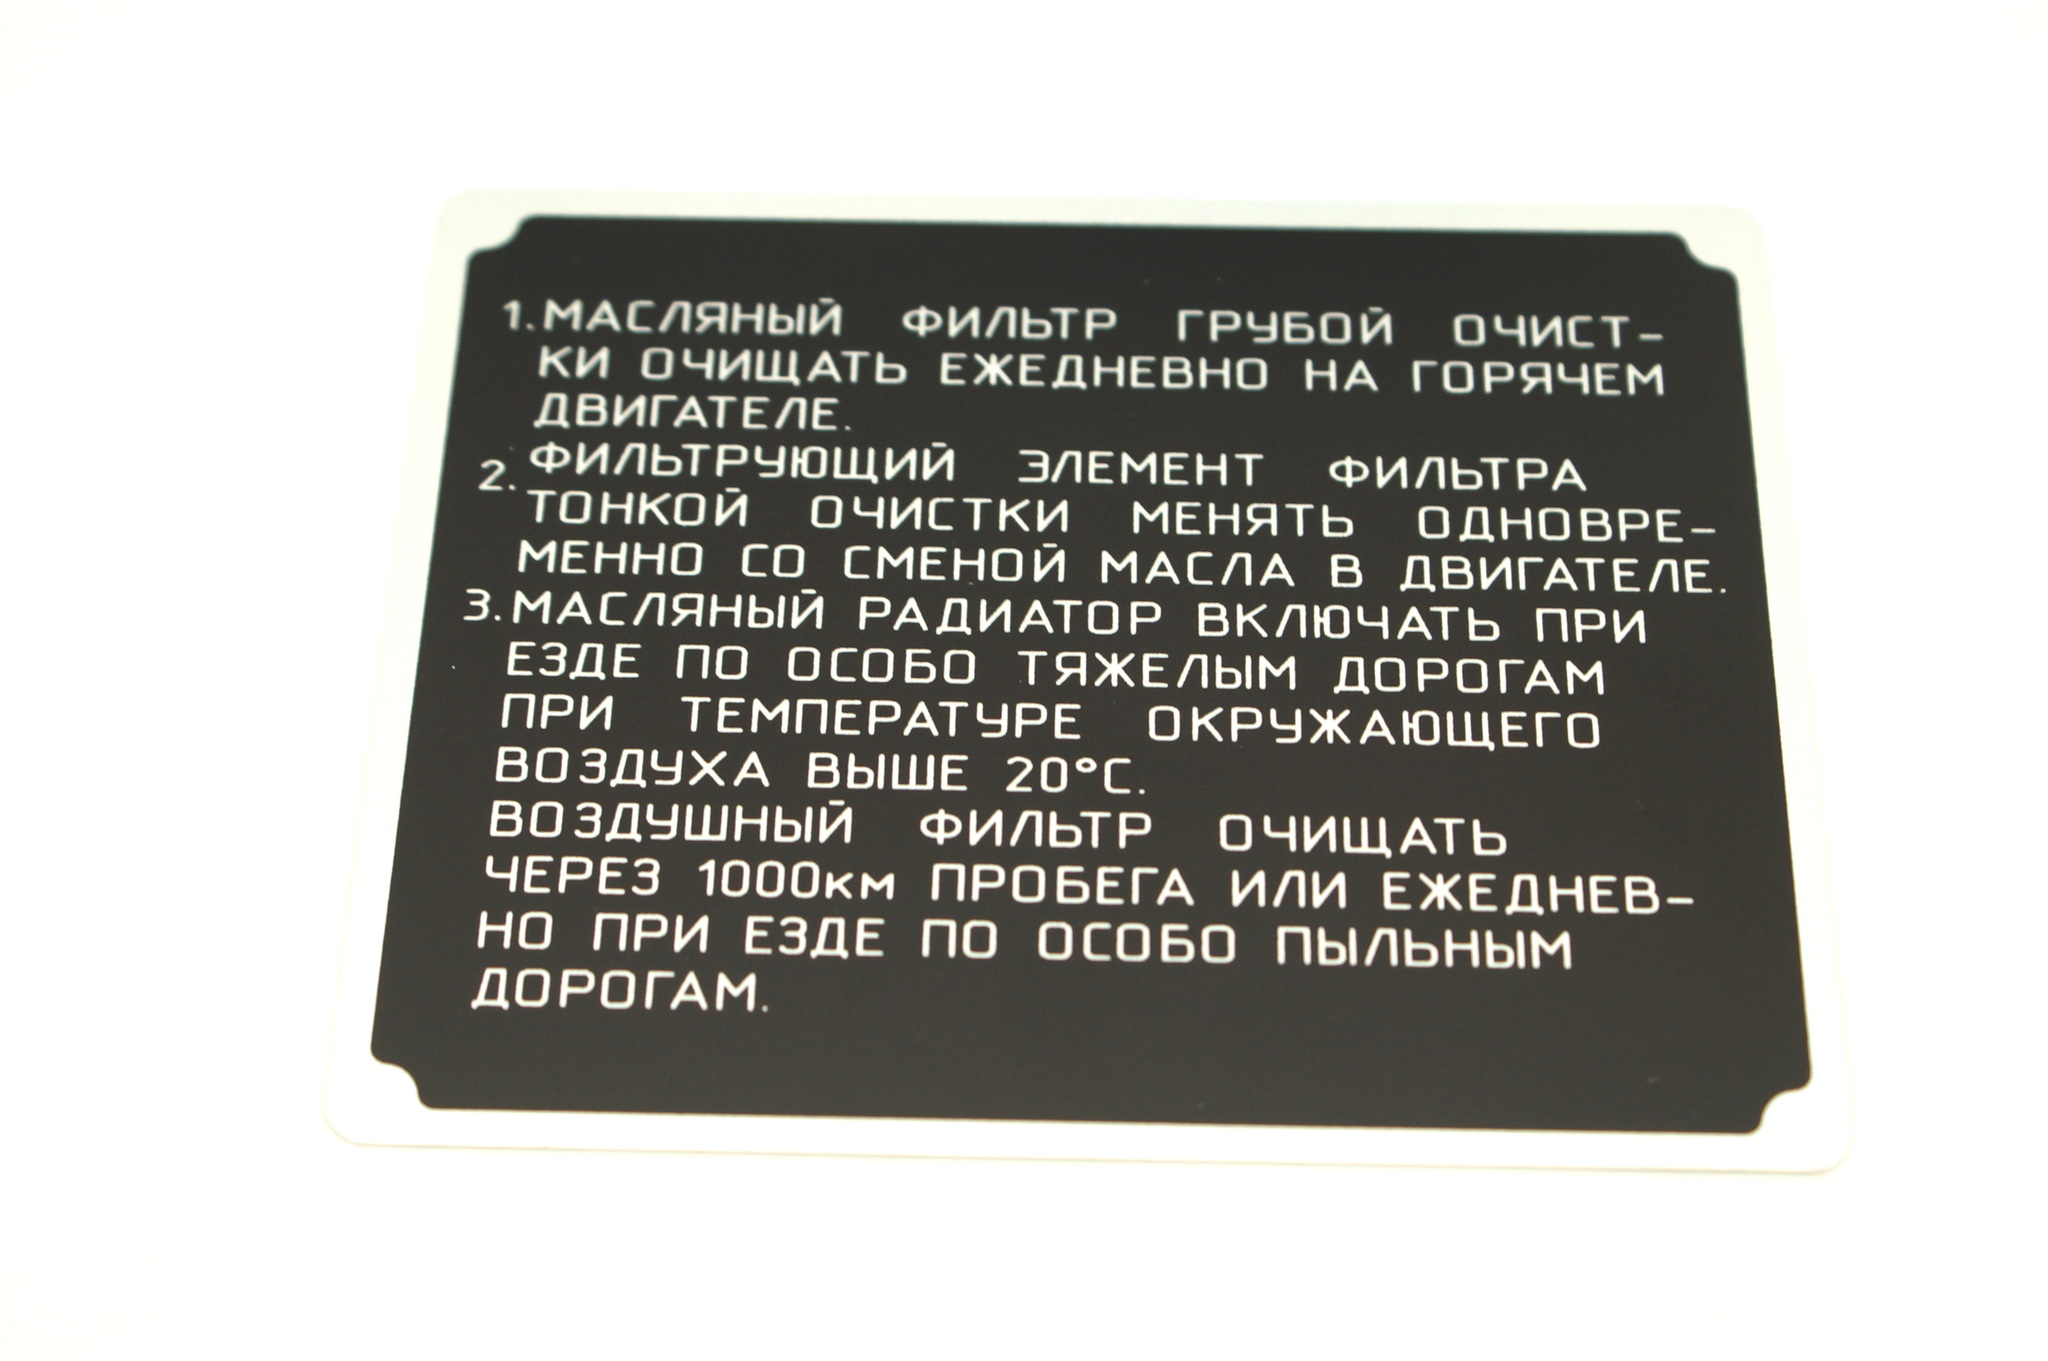 1. МАСЛЯНЫЙ ФИЛЬТР ГРУБОЙ ОЧИСТ-
КИ ОЧИЩАТЬ ЕЖЕДНЕВНО НА ГОРЯЧЕМ
ДВИГАТЕЛЕ.
2. ФИЛЬТРУЮЩИЙ ЭЛЕМЕНТ ФИЛЬТРА
ТОНКОЙ ОЧИСТКИ МЕНЯТЬ ОДНОВРЕ-
МЕННО СО СМЕНОЙ МАСЛА В ДВИГАТЕЛЕ.
3. МАСЛЯНЫЙ РАДИАТОР ВКЛЮЧАТЬ ПРИ
ЕЗДЕ ПО ОСОБО ТЯЖЕЛЫМ ДОРОГАМ
ПРИ ТЕМПЕРАТУРЕ ОКРУЖАЮЩЕГО
ВОЗДУХА ВЫШЕ 20°С.
ВОЗДУШНЫЙ ФИЛЬТР ОЧИЩАТЬ
ЧЕРЕЗ 1000км ПРОБЕГА ИЛИ ЕЖЕДНЕВ-
НО ПРИ ЕЗДЕ ПО ОСОБО ПЫЛЬНЫМ
ДОРОГАМ.